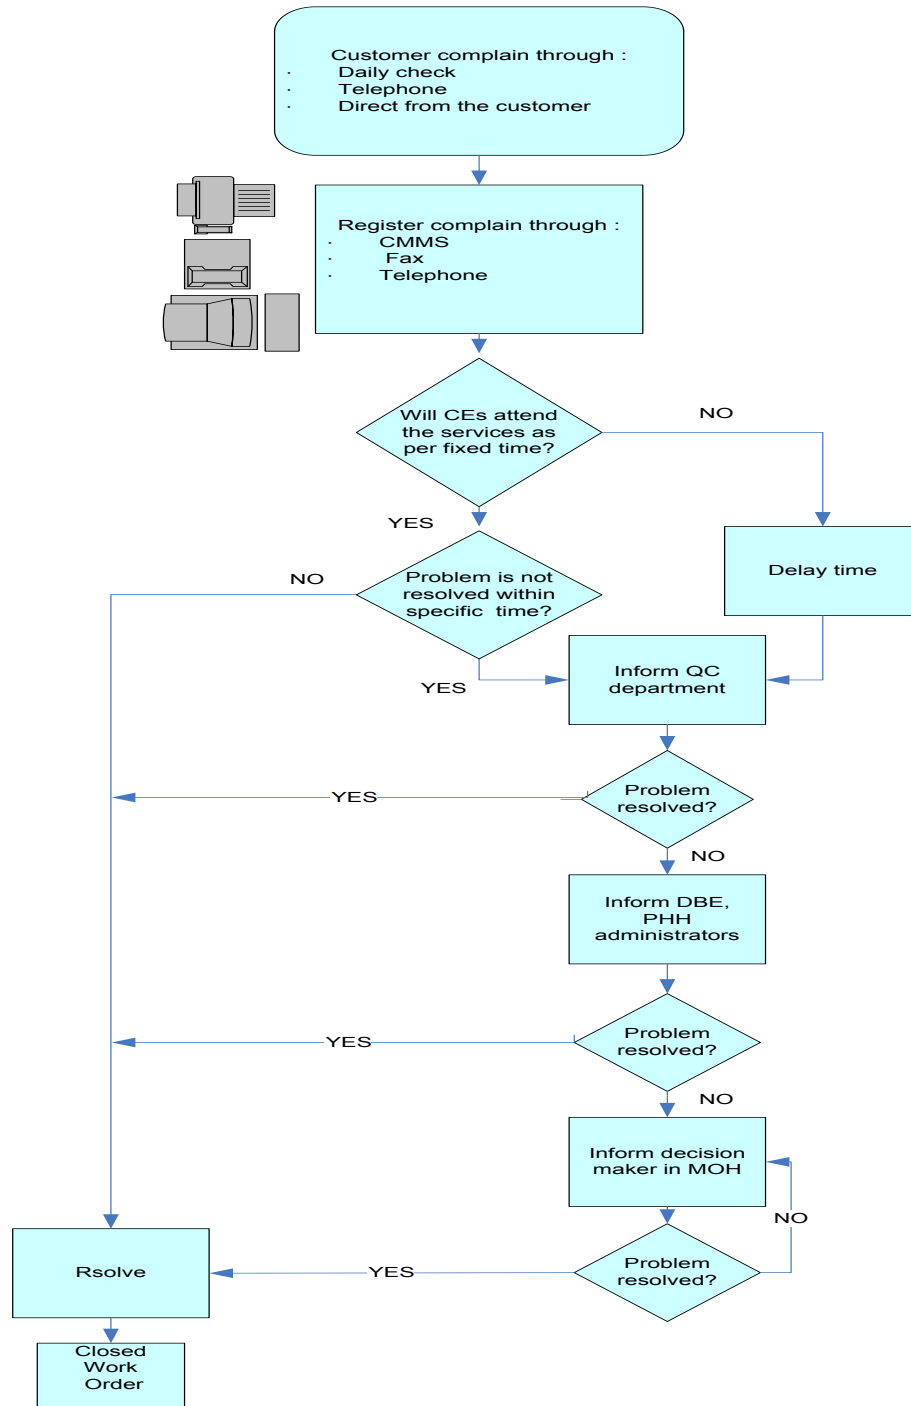 Customer complain through :
· Daily check
· Telephone
· Direct from the customer
Register complain through :
· CMMS
· Fax
· Telephone
Will CEs attend
the services as
per fixed time?
NO
YES
Delay time
Problem is not
resolved within
specific time?
NO
YES
Inform QC
department
Problem
resolved?
YES
NO
Inform DBE,
PHH
administrators
Problem
resolved?
YES
NO
Inform decision
maker in MOH
NO
Problem
resolved?
YES
Rsolve
Closed
Work
Order